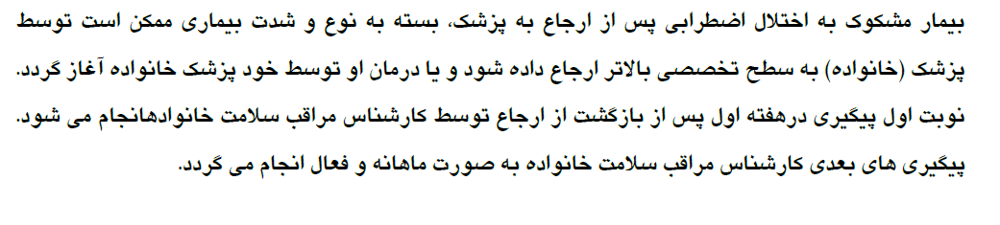 بیمار مشکوک به اختلال اضطرابی پس از ارجاع به پزشک، بسته به نوع و شدت بیماری ممکن است توسط
پزشک (خانواده) به سطح تخصصی بالاتر ارجاع داده شود و یا درمان او توسط خود پزشک خانواده آغاز گردد.
نوبت اول پیگیری درهفته اول پس از بازگشت از ارجاع توسط کارشناس مراقب سلامت خانوادهانجام می شود.
پیگیری های بعدی کارشناس مراقب سلامت خانواده به صورت ماهانه و فعال انجام می گردد.